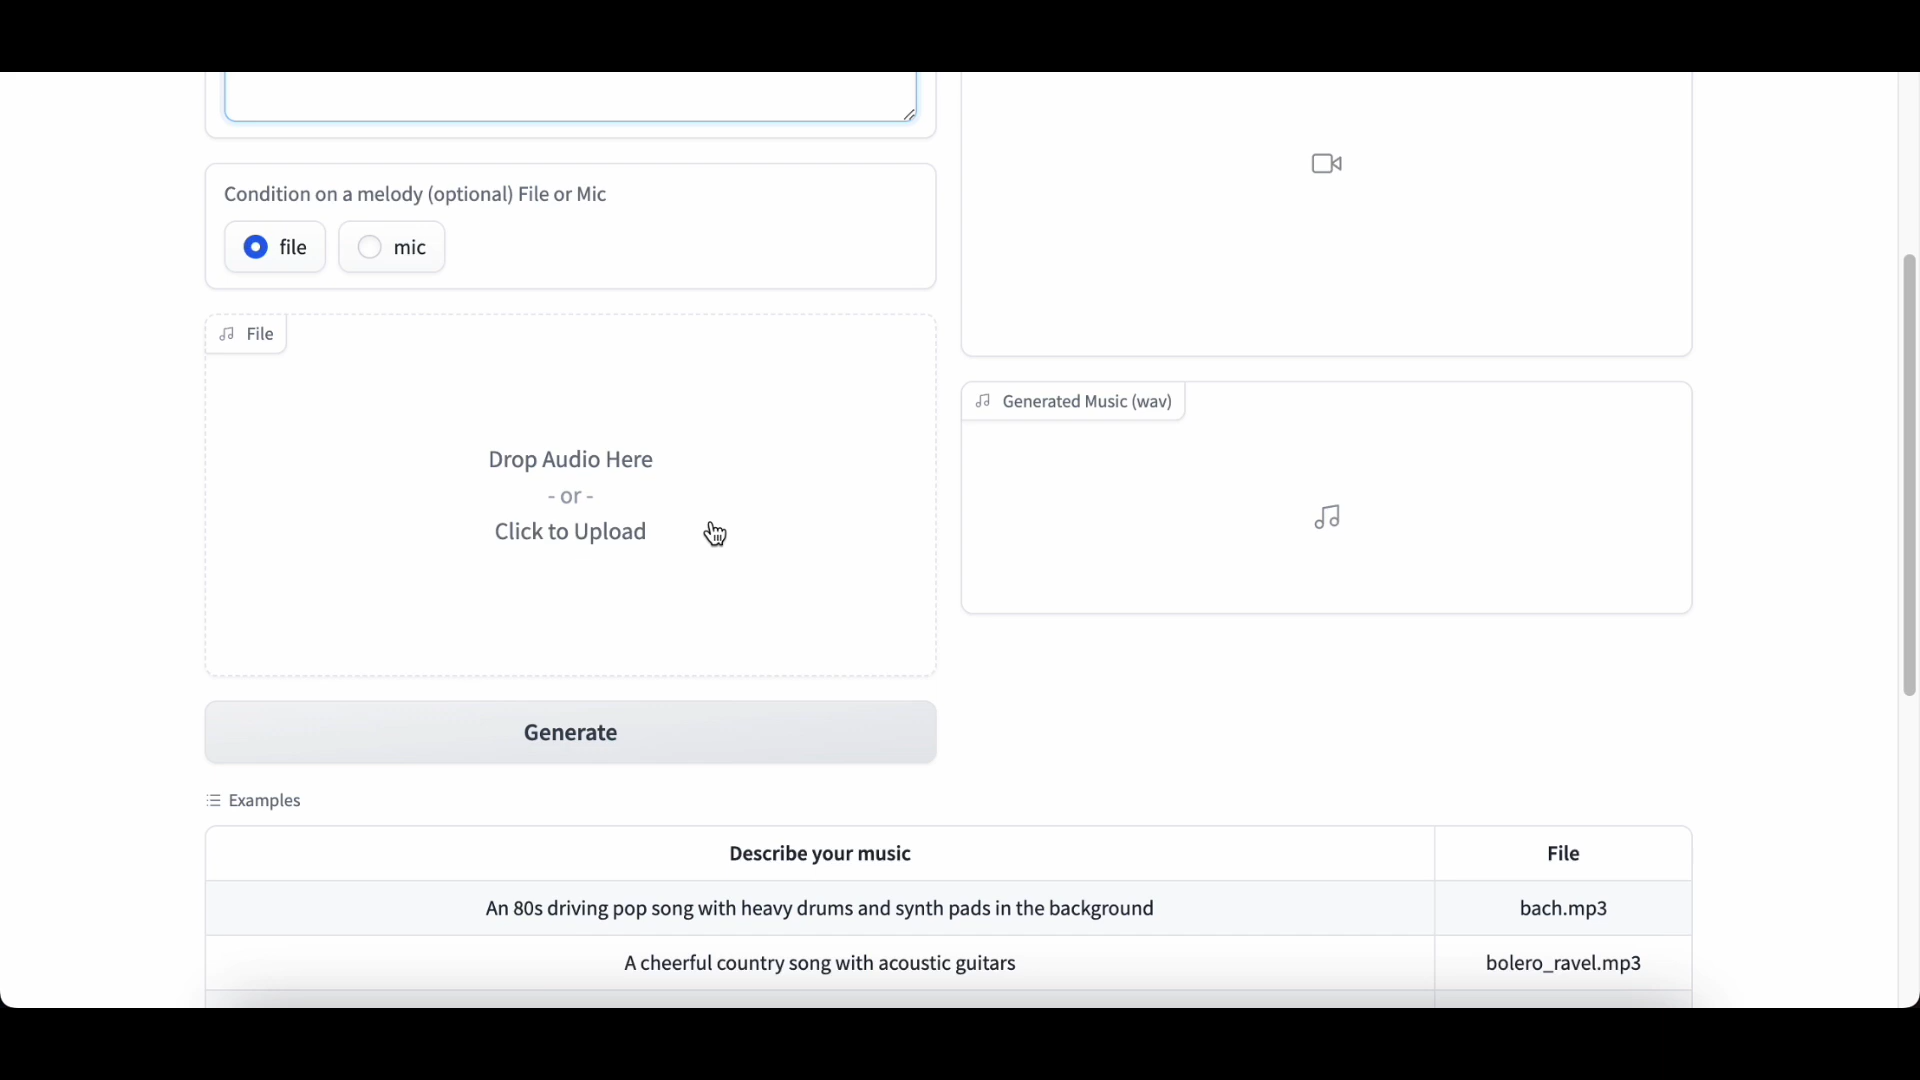 Condition on a melody (optional) File or Mic
file
mic
File
Drop Audio Here
- or -
Click to Upload
Generate
Generated Music (wav)
Examples
Describe your music
File
An 80s driving pop song with heavy drums and synth pads in the background
bach.mp3
A cheerful country song with acoustic guitars
bolero_ravel.mp3